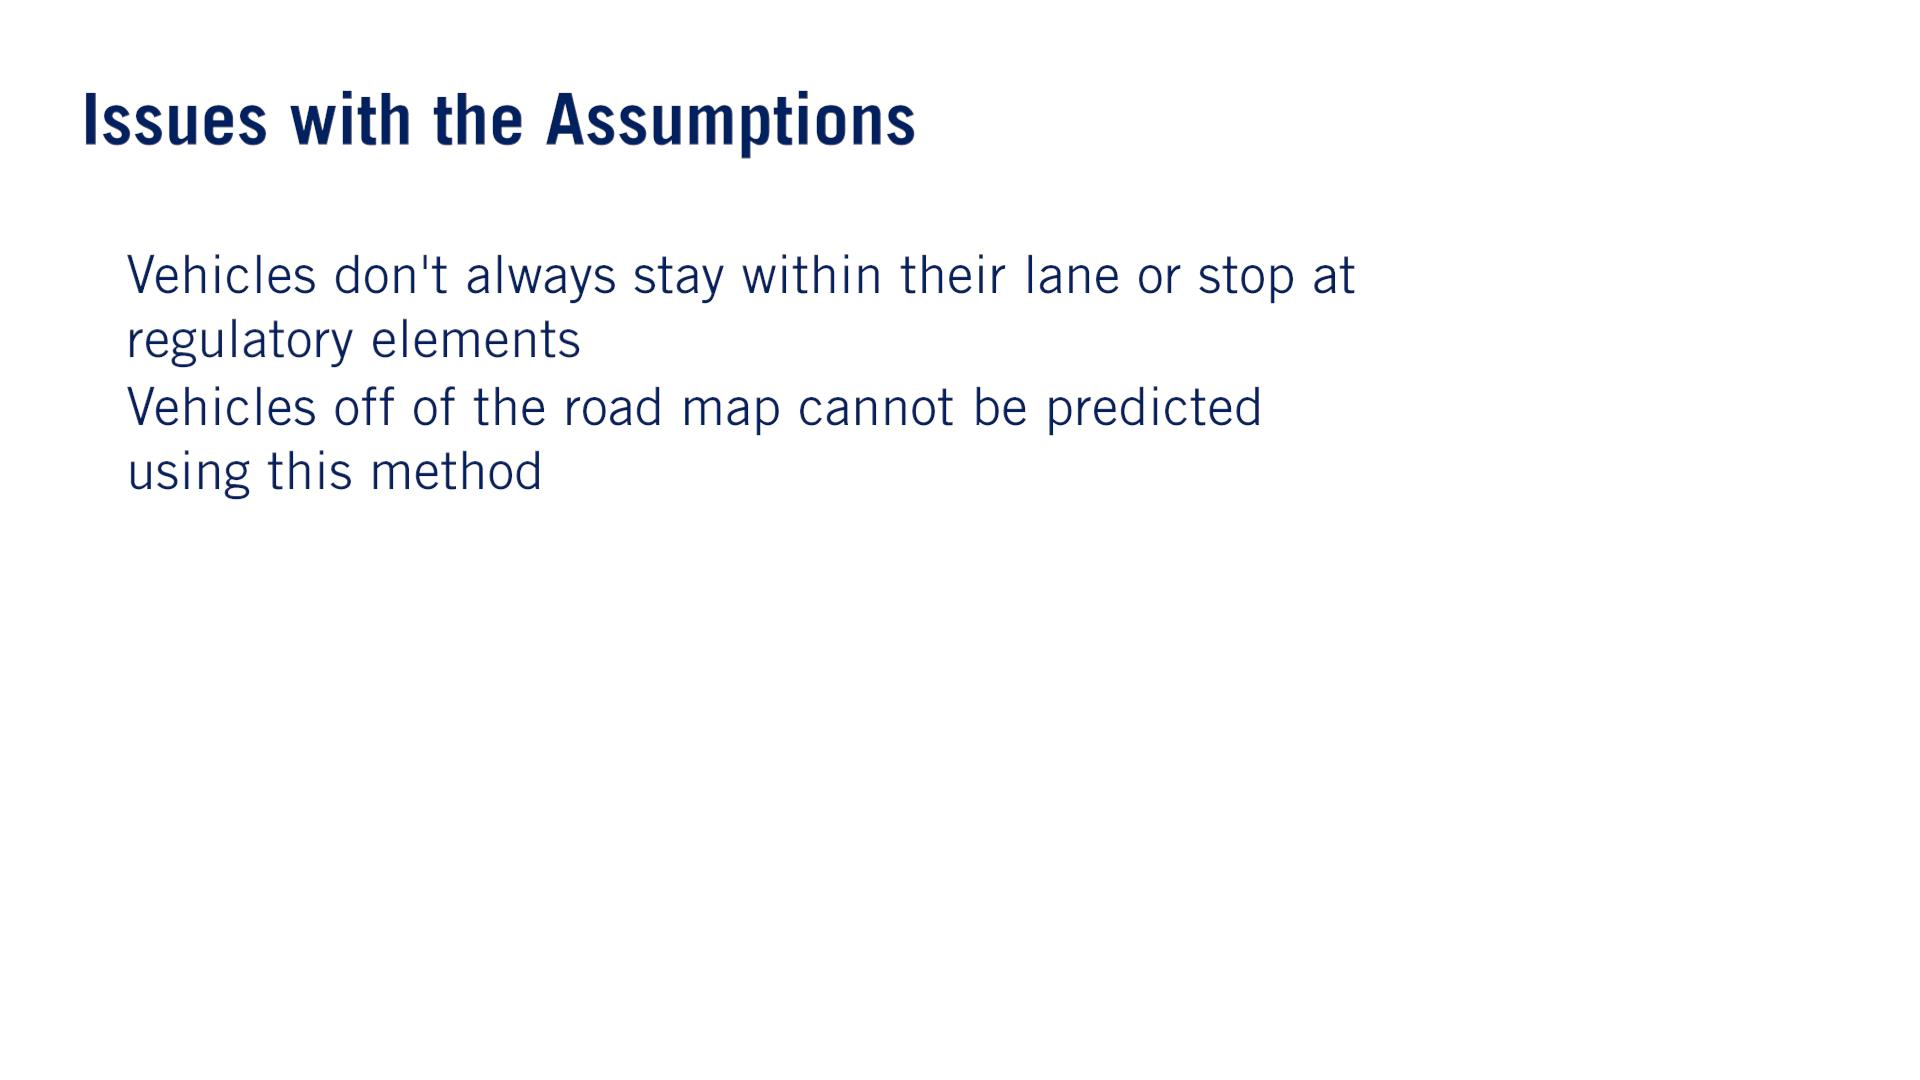 Issues with the Assumptions
Vehicles don't always stay within their lane or stop at
regulatory elements
Vehicles off of the road map cannot be predicted
using this method